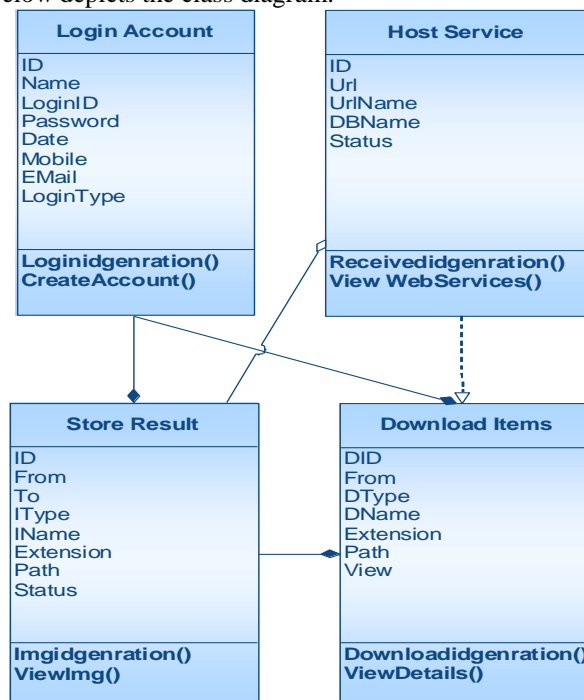 elow depicts the class diagram.
Login Account
ID
Name
LoginID
Password
Date
Mobile
EMail
LoginType
Loginidgenration()
CreateAccount()
Host Service
ID
Url
UrlName
DBName
Status
Receivedidgenration()
View WebServices()
Store Result
ID
From
To
IType
IName
Extension
Path
Status
Imgidgenration()
ViewImg()
Download Items
DID
From
DType
DName
Extension
Path
View
Downloadidgenration()
ViewDetails()